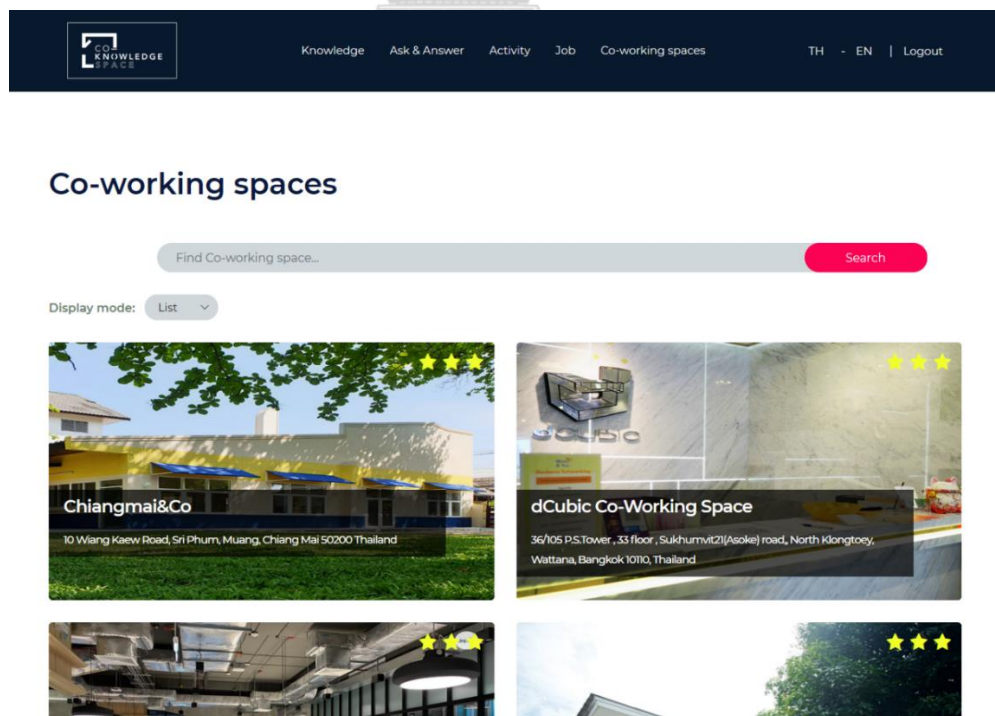 CO-
KNOWLEDGE
SPACE
Knowledge Ask & Answer Activity Job Co-working spaces TH - EN | Logout
Co-working spaces
Find Co-working space... Search
Display mode: List
Chiangmai&Co
10 Wiang Kaew Road, Sri Phum, Muang, Chiang Mai 50200 Thailand
DCUBIC
dCubic Co-Working Space
36/105 P.S.Tower , 33 floor , Sukhumvit21(Asoke) road,, North Klongtoey,
Wattana, Bangkok 10110, Thailand